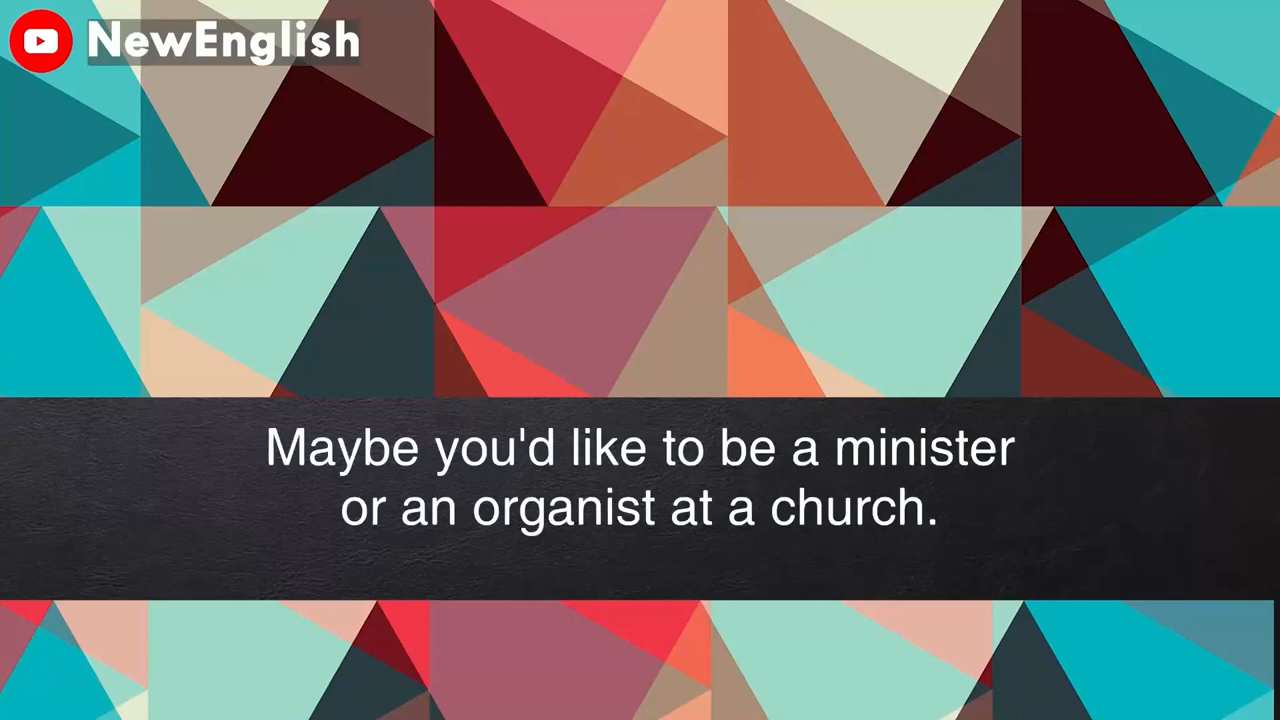 NewEnglish
Maybe you'd like to be a minister
or an organist at a church.